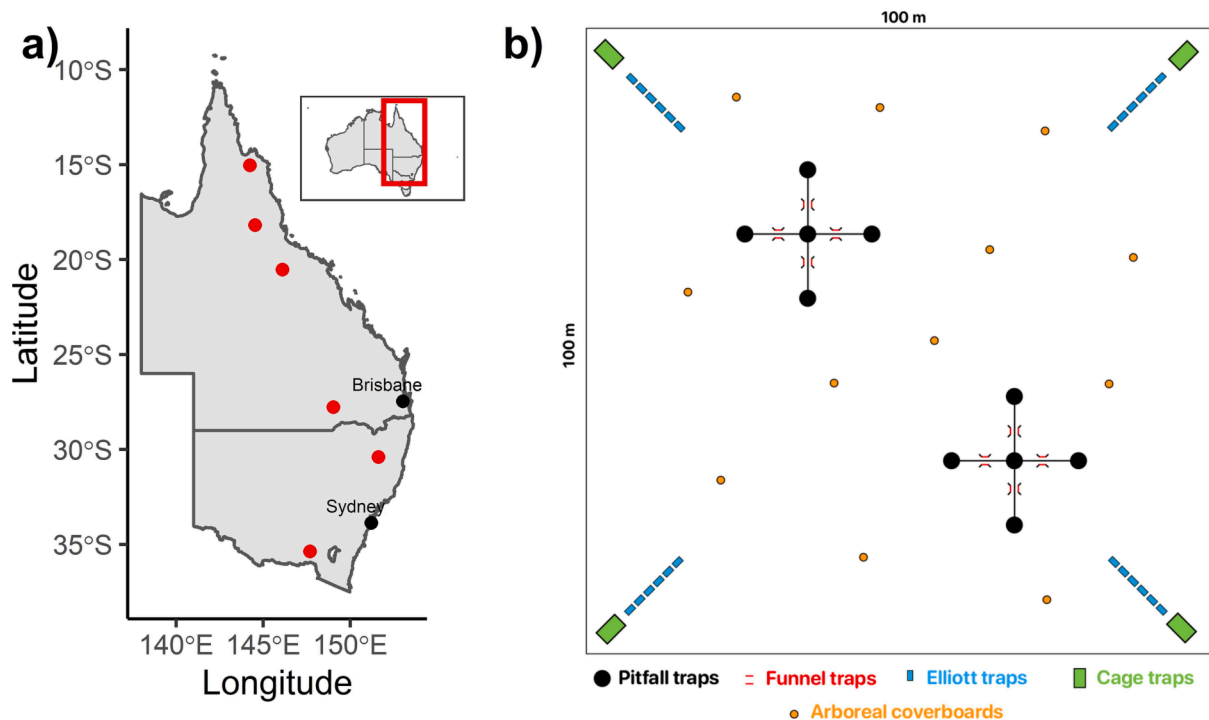 a)
10°S
15°S
20°S
25°S
30°S
35°S
Latitude
Brisbane
Sydney
140°E 145°E 150°E
Longitude
b)
100 m
100 m
Pitfall traps Funnel traps Elliott traps Cage traps
Arboreal coverboards